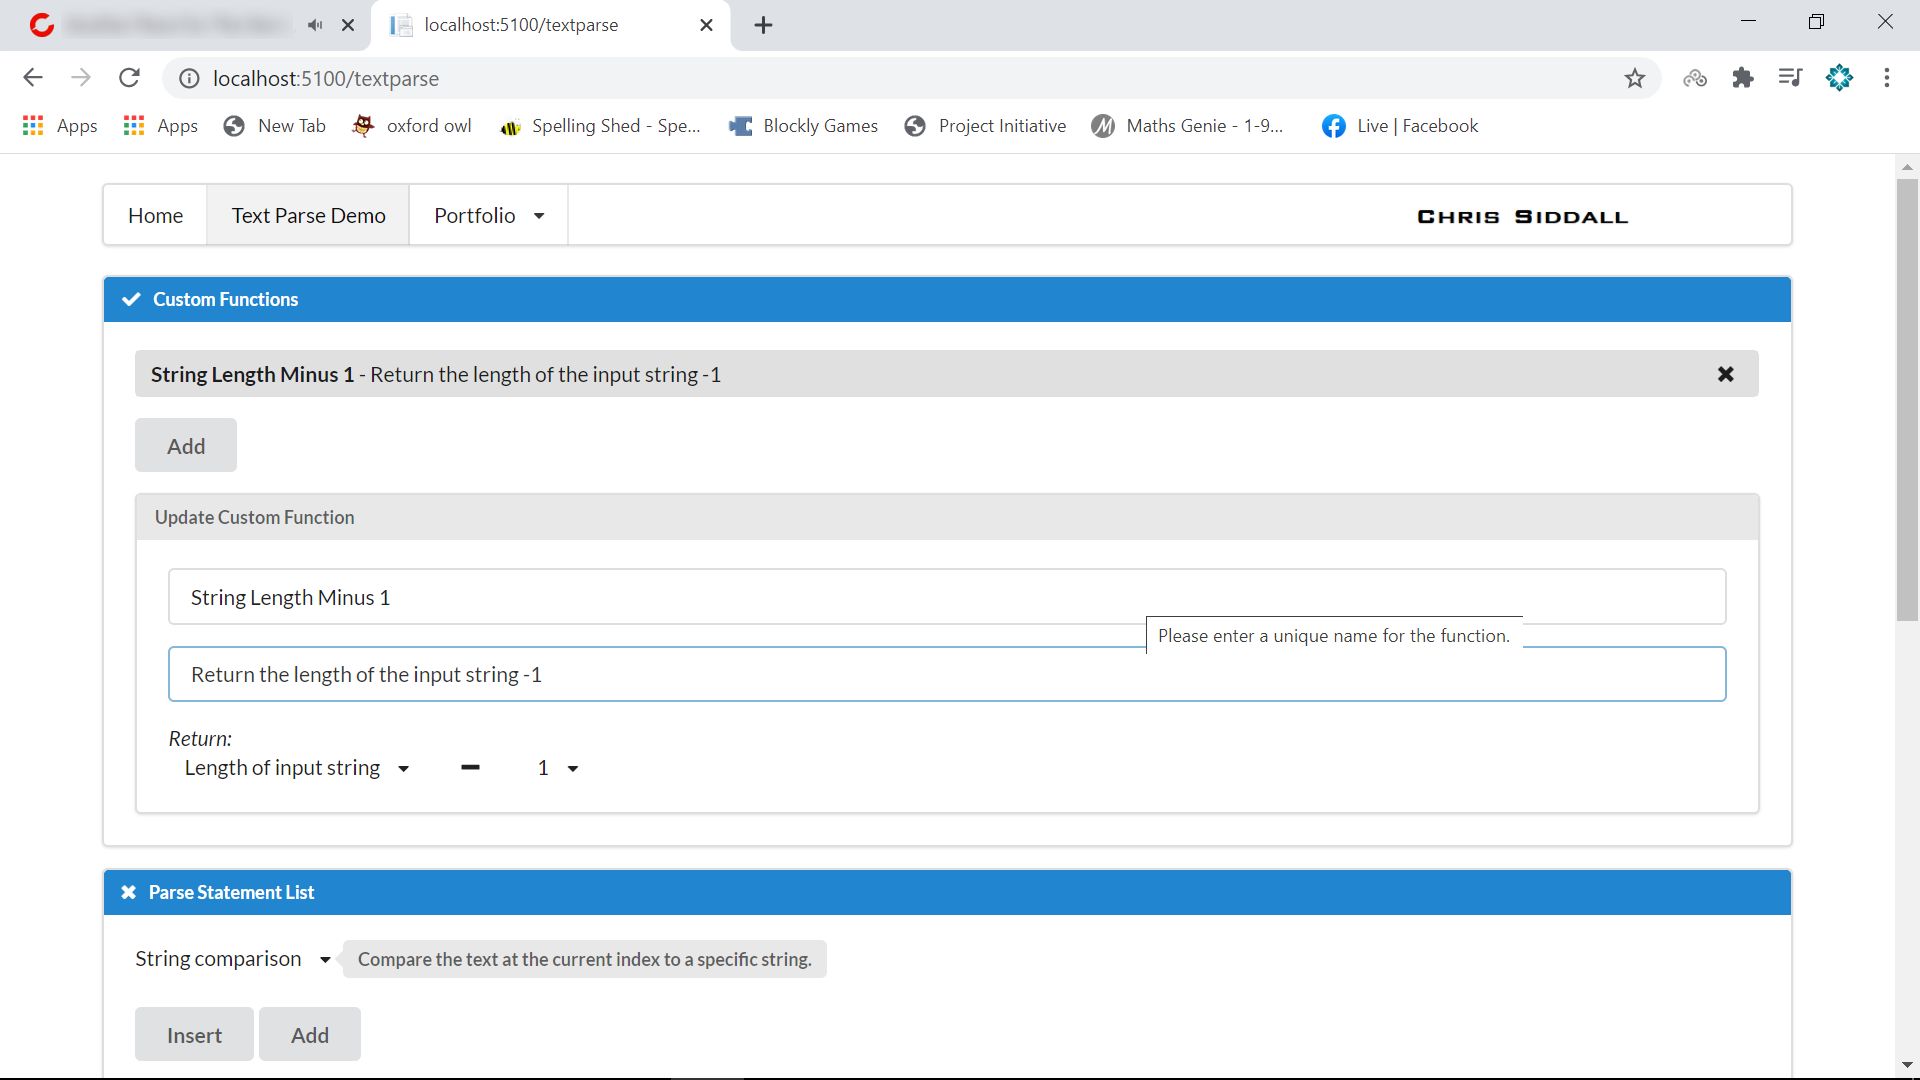 localhost:5100/textparse
localhost:5100/textparse
Apps Apps New Tab oxford owl Spelling Shed - Spe... Blockly Games Project Initiative Maths Genie - 1-9... Live | Facebook
Home Text Parse Demo Portfolio CHRIS SIDDALL
Custom Functions
String Length Minus 1 - Return the length of the input string -1
Add
Update Custom Function
String Length Minus 1
Please enter a unique name for the function.
Return the length of the input string -1
Return:
Length of input string - 1
Parse Statement List
String comparison Compare the text at the current index to a specific string.
Insert Add